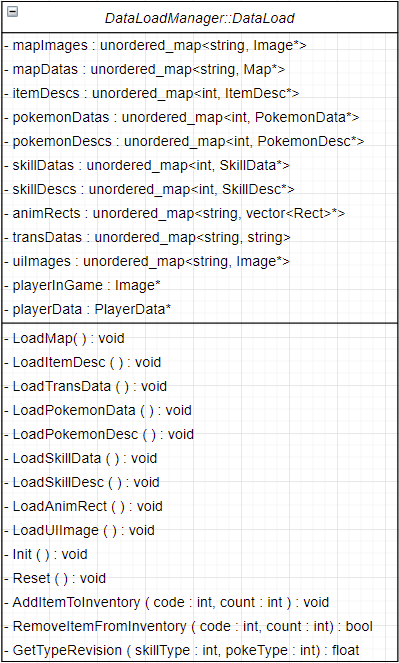 DataLoadManager::DataLoad
- mapImages : unordered_map<string, Image*>
- mapDatas : unordered_map<string, Map*>
- itemDescs : unordered_map<int, ItemDesc*>
- pokemonDatas : unordered_map<int, PokemonData*>
- pokemonDescs : unordered_map<int, PokemonDesc*>
- skillDatas : unordered_map<int, SkillData*>
- skillDescs : unordered_map<int, SkillDesc*>
- animRects : unordered_map<string, vector<Rect>*>
- transDatas : unordered_map<string, string>
- uiImages : unordered_map<string, Image*>
- playerInGame : Image*
- playerData : PlayerData*
- LoadMap( ) : void
- LoadItemDesc ( ) : void
- LoadTransData ( ) : void
- LoadPokemonData ( ) : void
- LoadPokemonDesc ( ) : void
- LoadSkillData ( ) : void
- LoadSkillDesc ( ) : void
- LoadAnimRect ( ) : void
- LoadUIImage ( ) : void
- Init ( ) : void
- Reset ( ) : void
- AddItemToInventory ( code : int, count : int ) : void
- RemoveItemFromInventory ( code : int, count : int) : bool
- GetTypeRevision ( skillType : int, pokeType : int) : float